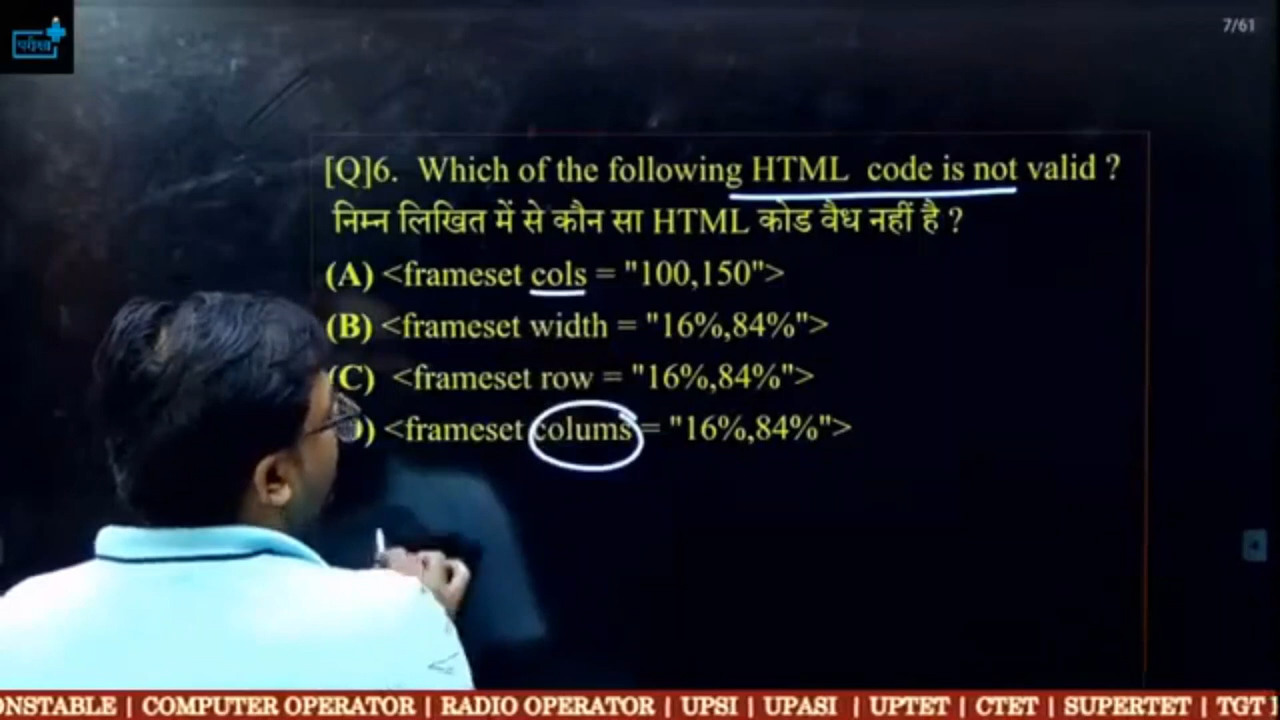 परीक्षा
7/61
[Q]6. Which of the following HTML code is not valid ?
निम्न लिखित में से कौन सा HTML कोड वैध नहीं है ?
(A) <frameset cols = "100,150">
(B) <frameset width = "16%,84%">
(C) <frameset row = "16%,84%">
) <frameset colums = "16%,84%">
ONSTABLE | COMPUTER OPERATOR | RADIO OPERATOR | UPSI | UPASI | UPTET | CTET | SUPERTET | TGT